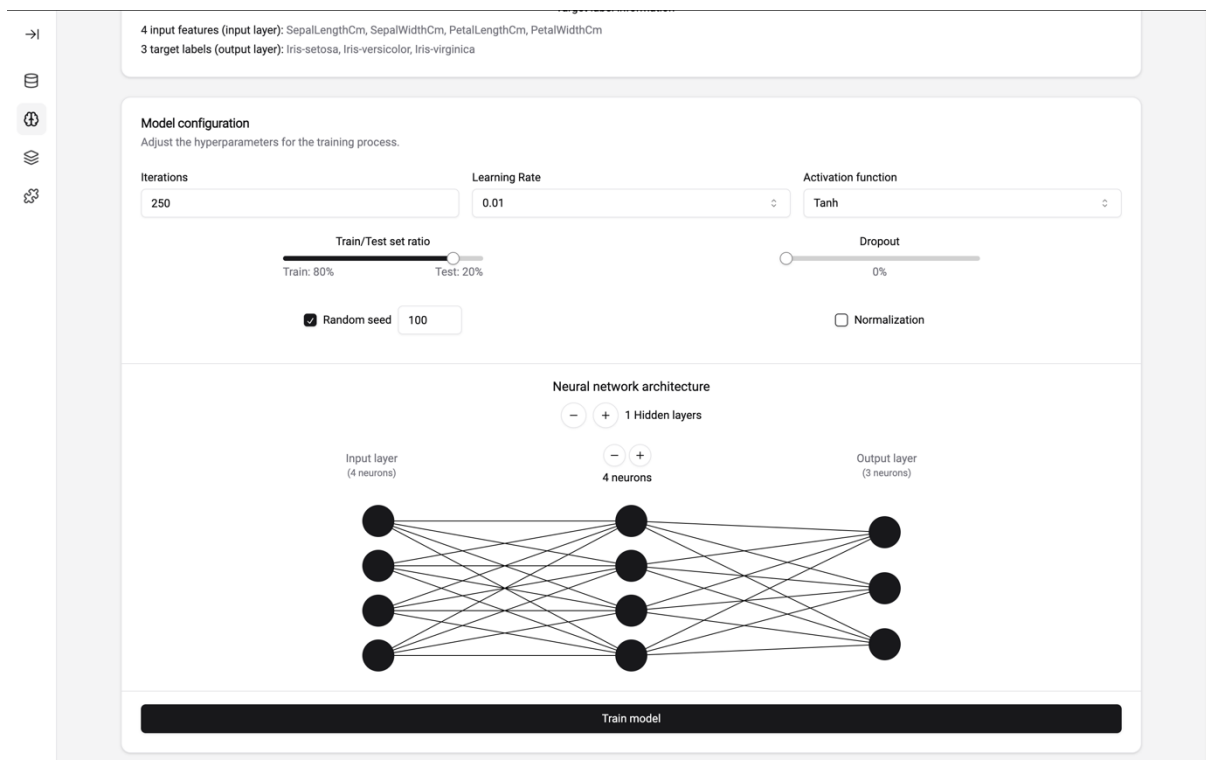 Target label information
4 input features (input layer): SepalLengthCm, SepalWidthCm, PetalLengthCm, PetalWidthCm
3 target labels (output layer): Iris-setosa, Iris-versicolor, Iris-virginica
Model configuration
Adjust the hyperparameters for the training process.
Iterations Learning Rate Activation function
250 0.01 Tanh
Train/Test set ratio Dropout
Train: 80% Test: 20% 0%
Random seed 100 Normalization
Neural network architecture
1 Hidden layers
Input layer Output layer
(4 neurons) 4 neurons (3 neurons)
Train model